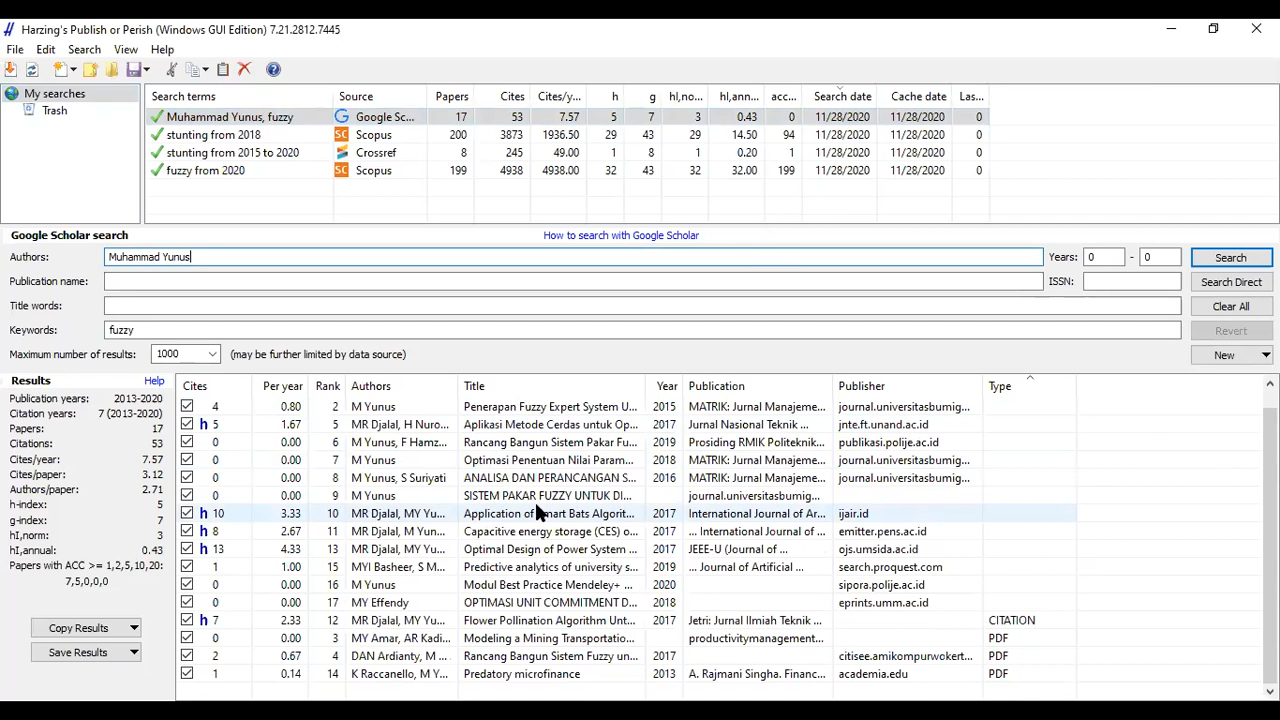 Harzing's Publish or Perish (Windows GUI Edition) 7.21.2812.7445
File Edit Search View Help
My searches
Trash
Search terms Source Papers Cites Cites/y... h g hI,no... hI,ann... acc... Search date Cache date Las...
Muhammad Yunus, fuzzy Google Sc... 17 53 7.57 5 7 3 0.43 0 11/28/2020 11/28/2020 0
stunting from 2018 Scopus 200 3873 1936.50 29 43 29 14.50 94 11/28/2020 11/28/2020 0
stunting from 2015 to 2020 Crossref 8 245 49.00 1 8 1 0.20 1 11/28/2020 11/28/2020 0
fuzzy from 2020 Scopus 199 4938 4938.00 32 43 32 32.00 199 11/28/2020 11/28/2020 0
Google Scholar search How to search with Google Scholar
Authors: Muhammad Yunus Years: 0 - 0 Search
Publication name: ISSN: Search Direct
Title words: Clear All
Keywords: fuzzy Revert
Maximum number of results: 1000 (may be further limited by data source) New
Results Help
Publication years: 2013-2020
Citation years: 7 (2013-2020)
Papers: 17
Citations: 53
Cites/year: 7.57
Cites/paper: 3.12
Authors/paper: 2.71
h-index: 5
g-index: 7
hI,norm: 3
hI,annual: 0.43
Papers with ACC >= 1,2,5,10,20:
7,5,0,0,0
Copy Results
Save Results
Cites Per year Rank Authors Title Year Publication Publisher Type
4 0.80 2 M Yunus Penerapan Fuzzy Expert System U... 2015 MATRIK: Jurnal Manajeme... journal.universitasbumig...
h 5 1.67 5 MR Djalal, H Nuro... Aplikasi Metode Cerdas untuk Op... 2017 Jurnal Nasional Teknik ... jnte.ft.unand.ac.id
0 0.00 6 M Yunus, F Hamz... Rancang Bangun Sistem Pakar Fu... 2019 Prosiding RMIK Politeknik... publikasi.polije.ac.id
0 0.00 7 M Yunus Optimasi Penentuan Nilai Param... 2018 MATRIK: Jurnal Manajeme... journal.universitasbumig...
0 0.00 8 M Yunus, S Suriyati ANALISA DAN PERANCANGAN S... 2016 MATRIK: Jurnal Manajeme... journal.universitasbumig...
0 0.00 9 M Yunus SISTEM PAKAR FUZZY UNTUK DI... journal.universitasbumig...
h 10 3.33 10 MR Djalal, MY Yu... Application of Smart Bats Algorit... 2017 International Journal of Ar... ijair.id
h 8 2.67 11 MR Djalal, MY Yu... Capacitive energy storage (CES) o... 2017 ... International Journal of ... emitter.pens.ac.id
h 13 4.33 13 MR Djalal, MY Yu... Optimal Design of Power System ... 2017 JEEE-U (Journal of ... ojs.umsida.ac.id
1 1.00 15 MYI Basheer, S M... Predictive analytics of university s... 2019 ... Journal of Artificial ... search.proquest.com
0 0.00 16 M Yunus Modul Best Practice Mendeley+ ... 2020 sipora.polije.ac.id
0 0.00 17 MY Effendy OPTIMASI UNIT COMMITMENT D... 2018 eprints.umm.ac.id
h 7 2.33 12 MR Djalal, MY Yu... Flower Pollination Algorithm Unt... 2017 Jetri: Jurnal Ilmiah Teknik ... CITATION
0 0.00 3 MY Amar, AR Kadi... Modeling a Mining Transportatio... productivitymanagement... PDF
2 0.67 4 DAN Ardianty, M ... Rancang Bangun Sistem Fuzzy un... 2017 citisee.amikompurwokert... PDF
1 0.14 14 K Raccanello, M Y... Predatory microfinance 2013 A. Rajmani Singha. Financ... academia.edu PDF